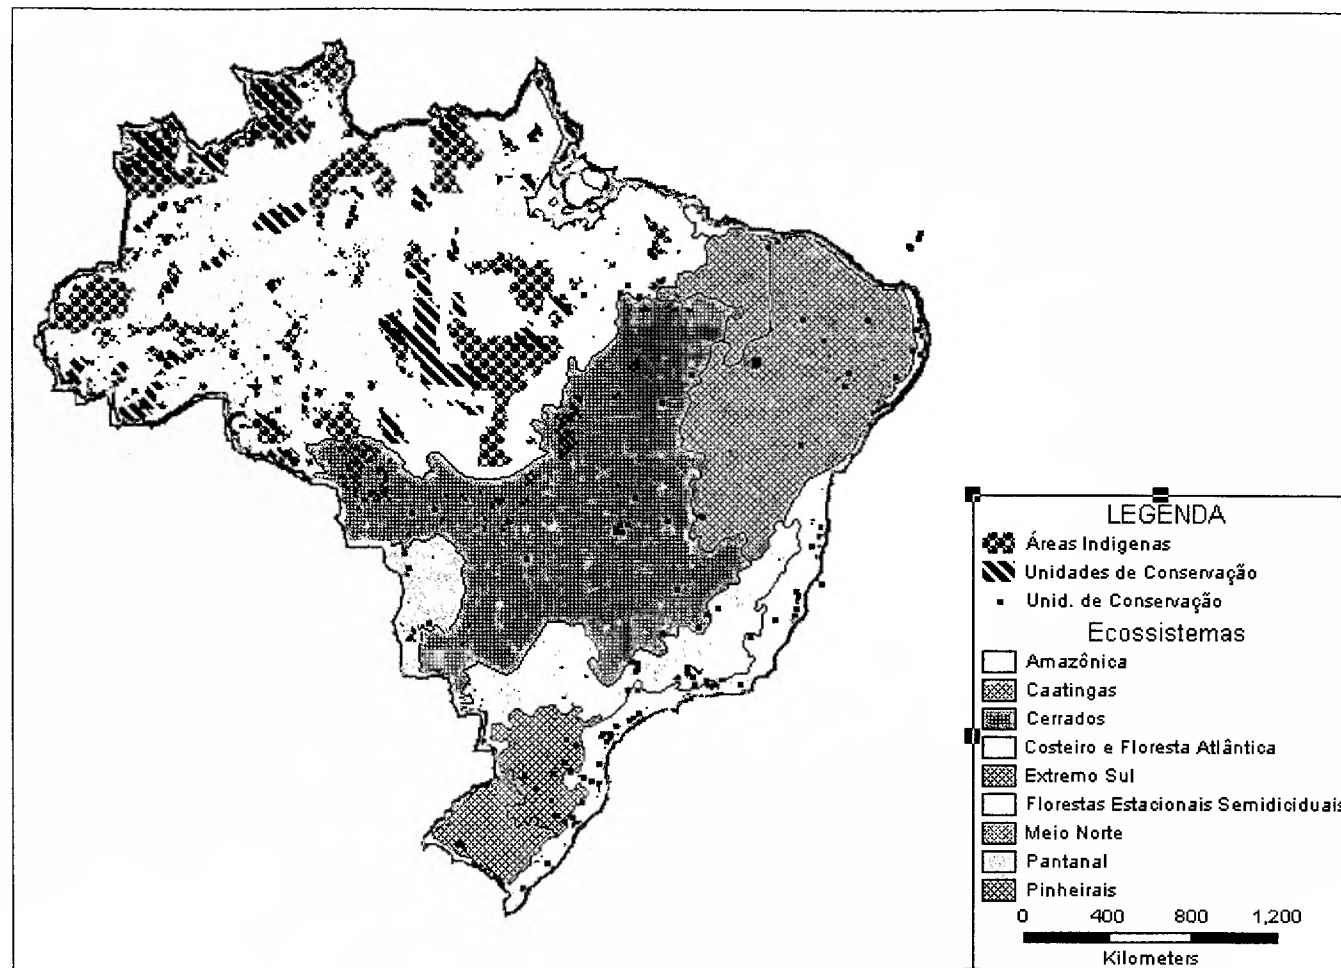 LEGENDA
Áreas Indigenas
Unidades de Conservação
Unid. de Conservação
Ecossistemas
Amazônica
Caatingas
Cerrados
Costeiro e Floresta Atlântica
Extremo Sul
Florestas Estacionais Semidiciduais
Meio Norte
Pantanal
Pinheirais
0 400 800 1,200
Kilometers